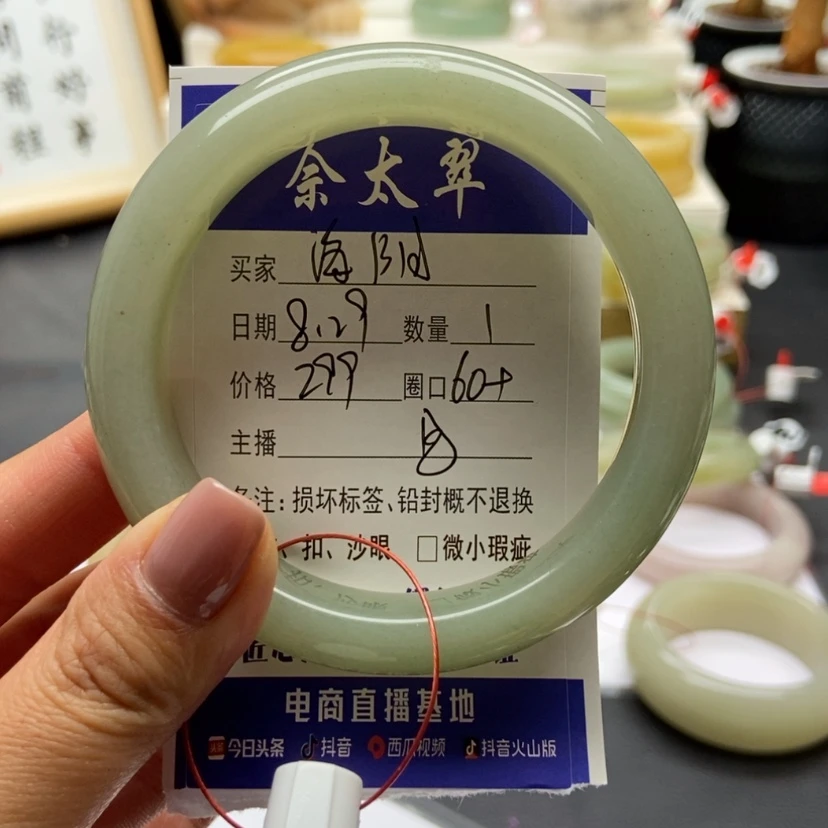 佘太翠
买家
日期 8.29 数量 1
价格 299 圈口 60+
主播
备注:损坏标签、铅封概不退换
扣、沙眼 □微小瑕疵
电商直播基地
今日头条 抖音 西瓜视频 抖音火山版